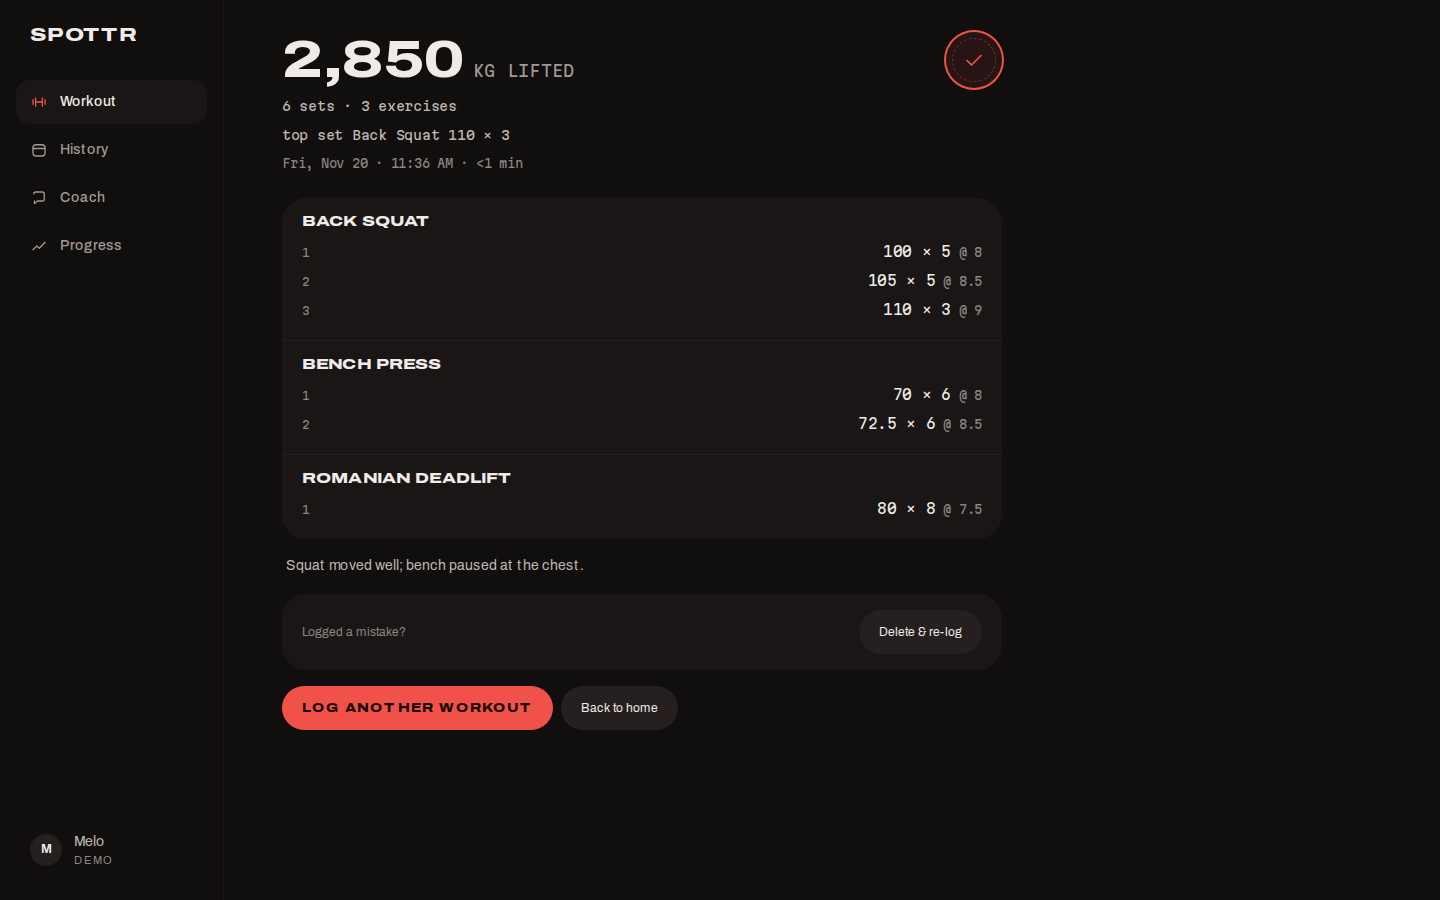 SPOTTR
Workout
History
Coach
Progress
M
Melo
DEMO
2,850 KG LIFTED
6 sets · 3 exercises
top set Back Squat 110 × 3
Fri, Nov 20 · 11:36 AM · <1 min
BACK SQUAT
1 100 × 5 @ 8
2 105 × 5 @ 8.5
3 110 × 3 @ 9
BENCH PRESS
1 70 × 6 @ 8
2 72.5 × 6 @ 8.5
ROMANIAN DEADLIFT
1 80 × 8 @ 7.5
Squat moved well; bench paused at the chest.
Logged a mistake? Delete & re-log
LOG ANOTHER WORKOUT Back to home